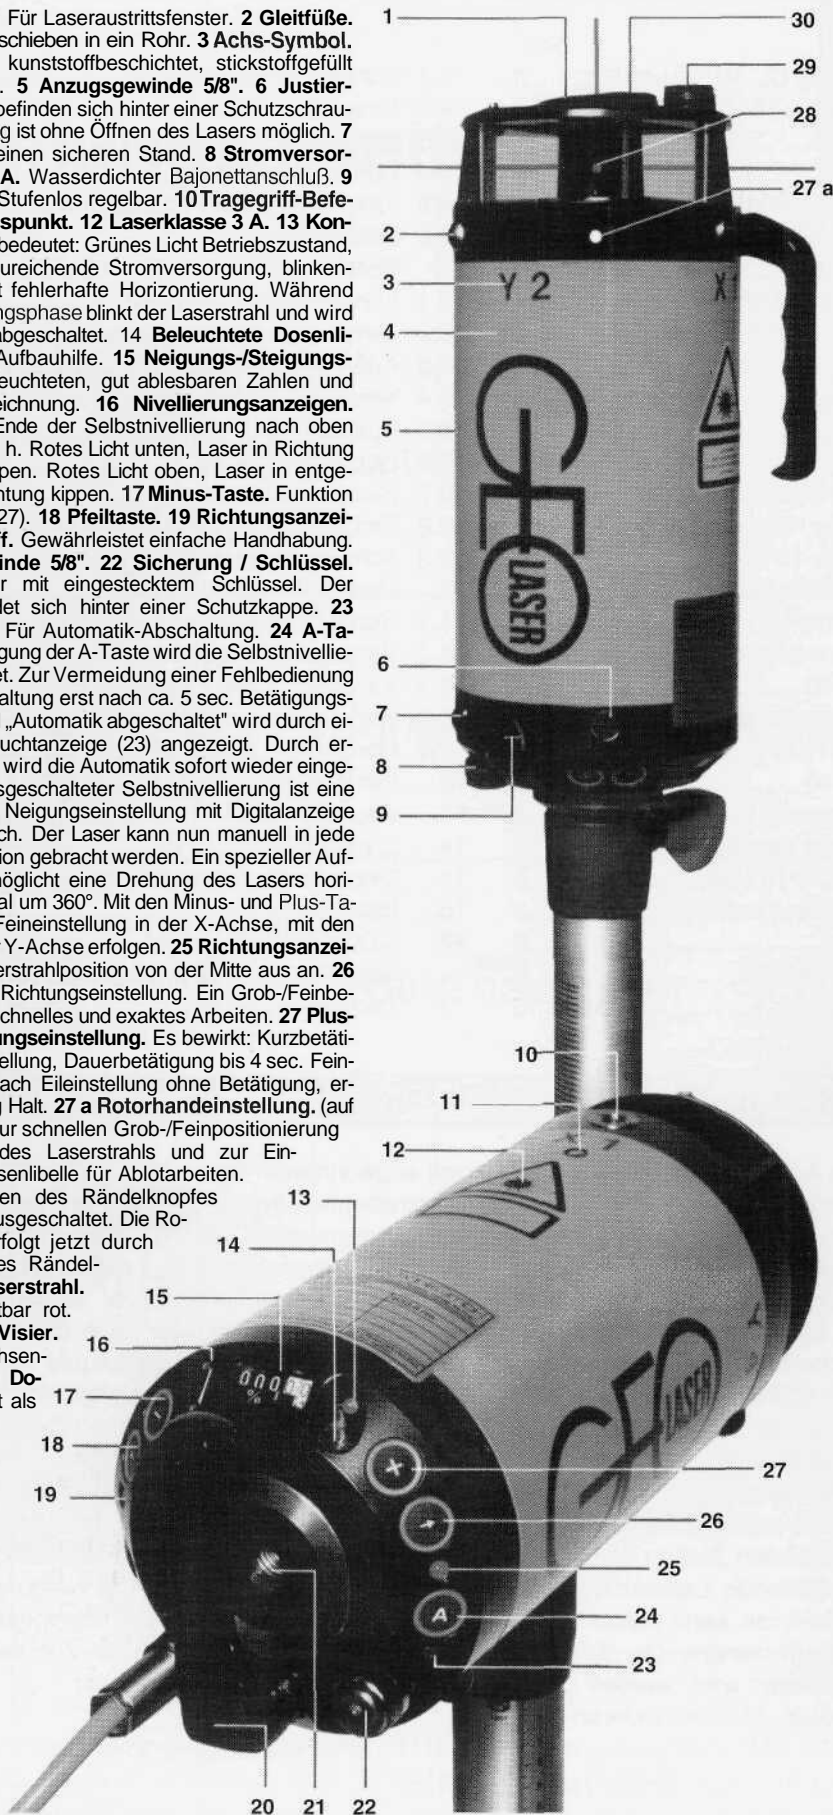 Für Laseraustrittsfenster. 2 Gleitfüße.
schieben in ein Rohr. 3 Achs-Symbol.
kunststoffbeschichtet, stickstoffgefüllt
. 5 Anzugsgewinde 5/8". 6 Justier-
befinden sich hinter einer Schutzschrau-
g ist ohne Öffnen des Lasers möglich. 7
einen sicheren Stand. 8 Stromversor-
A. Wasserdichter Bajonettanschluß. 9
Stufenlos regelbar. 10 Tragegriff-Befe-
spunkt. 12 Laserklasse 3 A. 13 Kon-
bedeutet: Grünes Licht Betriebszustand,
ureichende Stromversorgung, blinken-
t fehlerhafte Horizontierung. Während
ngsphase blinkt der Laserstrahl und wird
abgeschaltet. 14 Beleuchtete Dosenli-
Aufbauhilfe. 15 Neigungs-/Steigungs-
euchteten, gut ablesbaren Zahlen und
eichnung. 16 Nivellierungsanzeigen.
Ende der Selbstnivellierung nach oben
h. Rotes Licht unten, Laser in Richtung
pen. Rotes Licht oben, Laser in entge-
htung kippen. 17 Minus-Taste. Funktion
27). 18 Pfeiltaste. 19 Richtungsanzei-
ff. Gewährleistet einfache Handhabung.
inde 5/8". 22 Sicherung / Schlüssel.
r mit eingestecktem Schlüssel. Der
det sich hinter einer Schutzkappe. 23
Für Automatik-Abschaltung. 24 A-Ta-
gung der A-Taste wird die Selbstnivellie-
et. Zur Vermeidung einer Fehlbedienung
altung erst nach ca. 5 sec. Betätigungs-
l „Automatik abgeschaltet" wird durch ei-
uchtanzeige (23) angezeigt. Durch er-
wird die Automatik sofort wieder einge-
sgeschalteter Selbstnivellierung ist eine
Neigungseinstellung mit Digitalanzeige
ch. Der Laser kann nun manuell in jede
ion gebracht werden. Ein spezieller Auf-
nöglicht eine Drehung des Lasers hori-
al um 360°. Mit den Minus- und Plus-Ta-
Feineinstellung in der X-Achse, mit den
r Y-Achse erfolgen. 25 Richtungsanzei-
erstrahlposition von der Mitte aus an. 26
Richtungseinstellung. Ein Grob-/Feinbe-
chnelles und exaktes Arbeiten. 27 Plus-
ungseinstellung. Es bewirkt: Kurzbetäti-
ellung, Dauerbetätigung bis 4 sec. Fein-
ach Eileinstellung ohne Betätigung, er-
g Halt. 27 a Rotorhandeinstellung. (auf
ur schnellen Grob-/Feinpositionierung
des Laserstrahls und zur Ein-
senlibelle für Ablotarbeiten.
en des Rändelknopfes
usgeschaltet. Die Ro-
folgt jetzt durch
es Rändel-
serstrahl.
tbar rot.
Visier.
hsen-
Do-
t als
1
30
29
28
27 a
2
3
4
5
6
7
8
9
Y 2
X 1
GEO
LASER
10
11
12
13
14
15
16
17
18
19
20
21
22
23
24
25
26
27
%
A
GEO
LASER